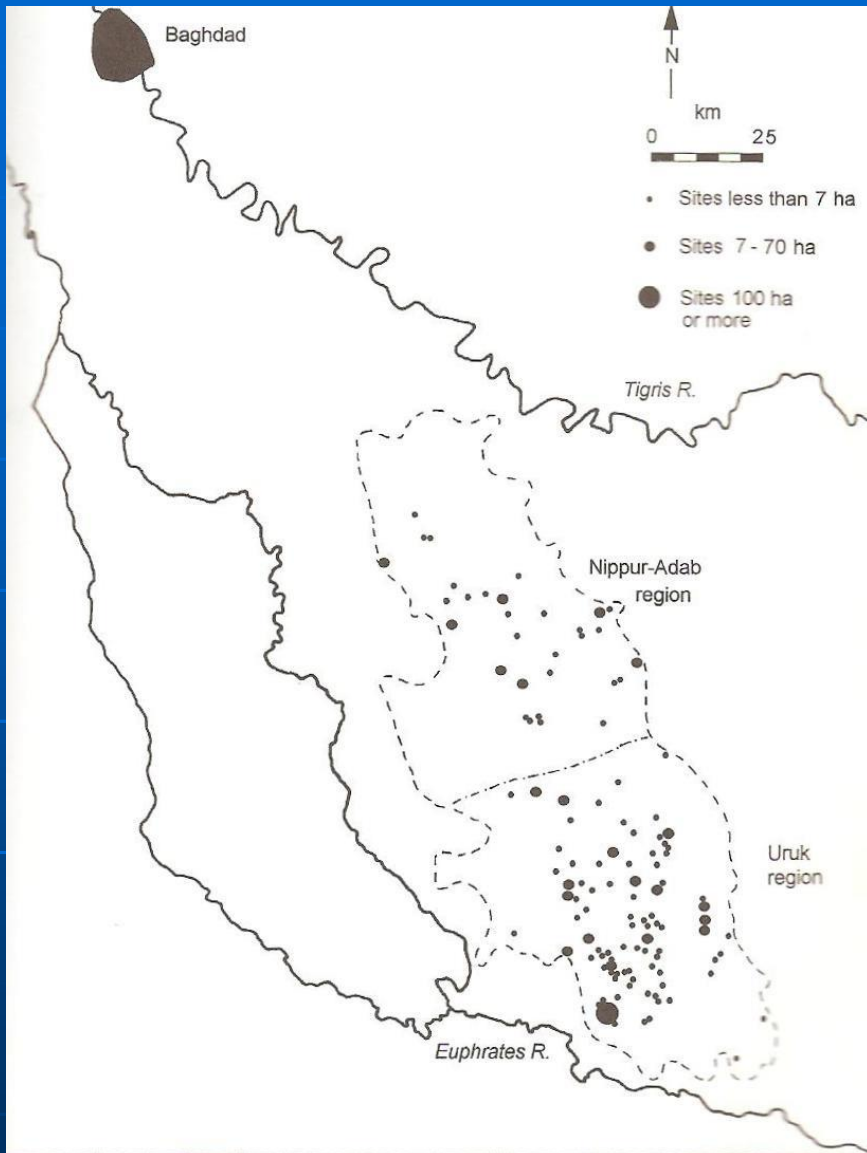 Baghdad
N
km
0 25
Sites less than 7 ha
Sites 7 - 70 ha
Sites 100 ha
or more
Tigris R.
Nippur-Adab
region
Uruk
region
Euphrates R.